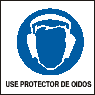 USE PROTECTOR DE OIDOS